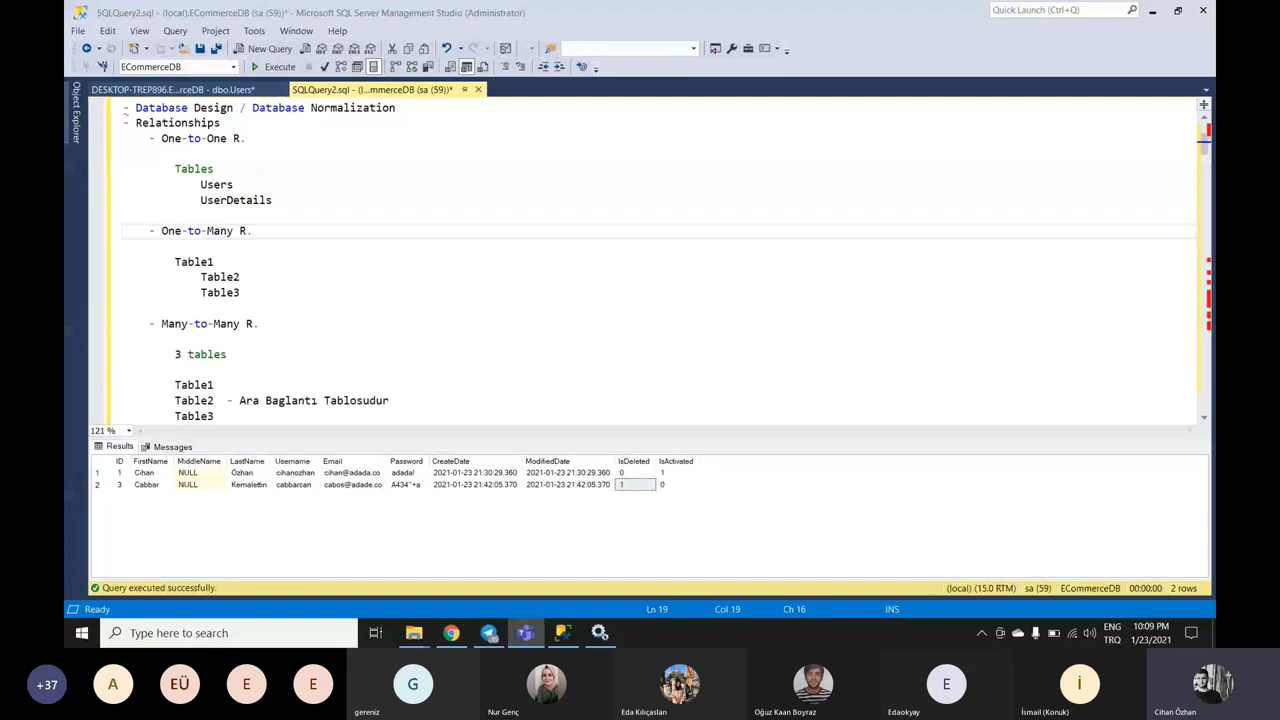 SQLQuery2.sql - (local).ECommerceDB (sa (59))* - Microsoft SQL Server Management Studio (Administrator)
Quick Launch (Ctrl+Q)
File Edit View Query Project Tools Window Help
New Query
ECommerceDB Execute
Object Explorer
DESKTOP-TREP896.E...rceDB - dbo.Users* SQLQuery2.sql - (l...mmerceDB (sa (59))*
- Database Design / Database Normalization
- Relationships
- One-to-One R.
Tables
Users
UserDetails
- One-to-Many R.
Table1
Table2
Table3
- Many-to-Many R.
3 tables
Table1
Table2 - Ara Baglantı Tablosudur
Table3
121 %
Results Messages
ID FirstName MiddleName LastName Username Email Password CreateDate ModifiedDate IsDeleted IsActivated
1 1 Cihan NULL Özhan cihanozhan cihan@adada.co adada! 2021-01-23 21:30:29.360 2021-01-23 21:30:29.360 0 1
2 3 Cabbar NULL Kemalettin cabbarcan cabos@adade.co A434^+a 2021-01-23 21:42:05.370 2021-01-23 21:42:05.370 1 0
Query executed successfully. (local) (15.0 RTM) sa (59) ECommerceDB 00:00:00 2 rows
Ready Ln 19 Col 19 Ch 16 INS
Type here to search
ENG 10:09 PM
TRQ 1/23/2021
+37 A EÜ E E G E İ
gereniz Nur Genç Eda Kılıçaslan Oğuz Kaan Boyraz Edaokyay İsmail (Konuk) Cihan Özhan